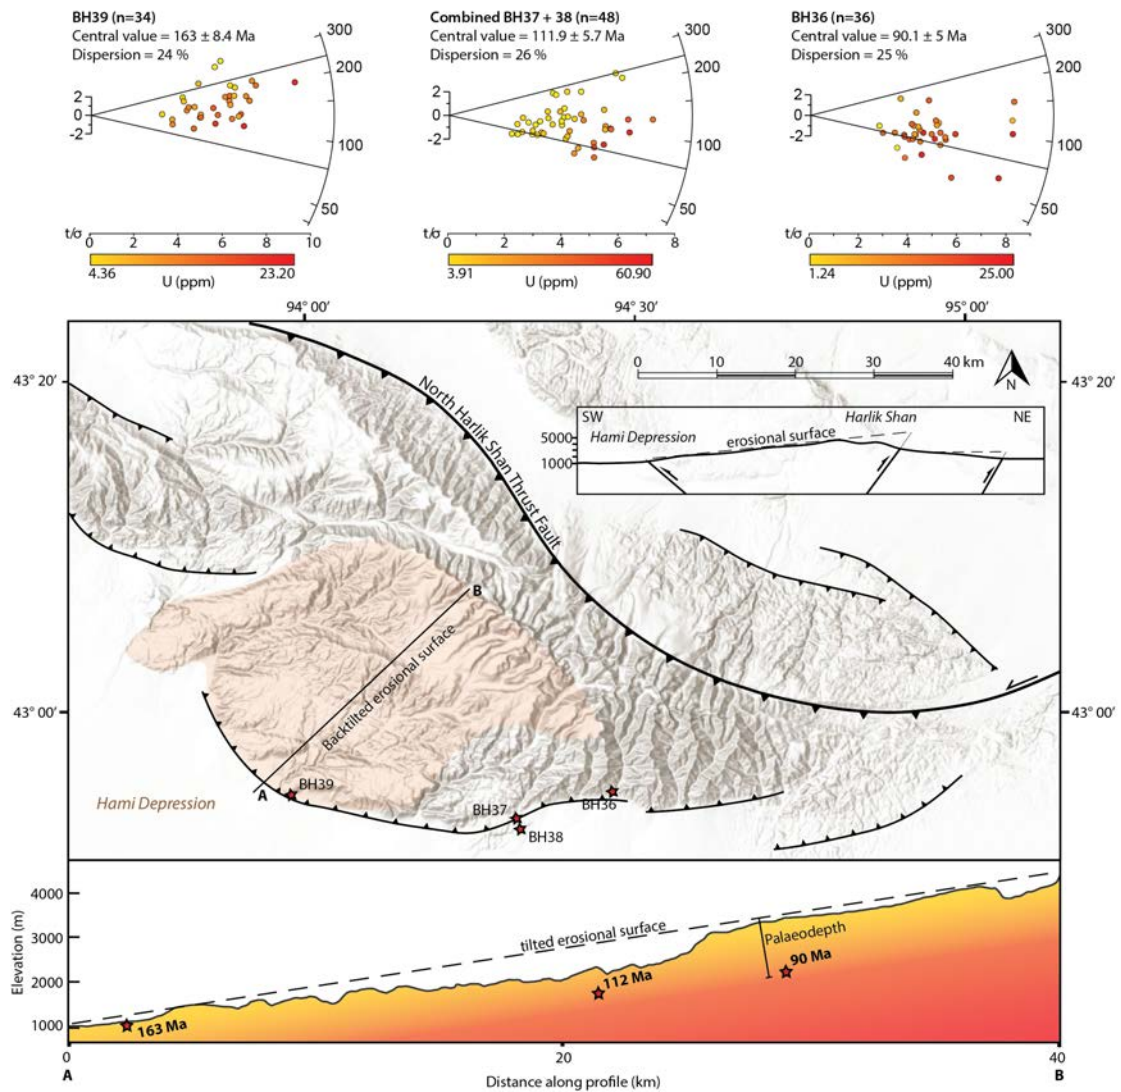 BH39 (n=34)
Central value = 163 ± 8.4 Ma
Dispersion = 24 %
300
200
100
50
2
0
-2
t/σ
0 2 4 6 8 10
4.36 23.20
U (ppm)
Combined BH37 + 38 (n=48)
Central value = 111.9 ± 5.7 Ma
Dispersion = 26 %
300
200
100
50
2
0
-2
t/σ
0 2 4 6 8
3.91 60.90
U (ppm)
BH36 (n=36)
Central value = 90.1 ± 5 Ma
Dispersion = 25 %
300
200
100
50
2
0
-2
t/σ
0 2 4 6 8
1.24 25.00
U (ppm)
94° 00′ 94° 30′ 95° 00′
43° 20′ 43° 20′
43° 00′ 43° 00′
0 10 20 30 40 km
N
SW Harlik Shan NE
5000
Hami Depression erosional surface
1000
North Harlik Shan Thrust Fault
B
Backtilted erosional surface
A
BH39
Hami Depression
BH37
BH38
BH36
Elevation (m)
4000
3000
2000
1000
tilted erosional surface
Palaeodepth
90 Ma
112 Ma
163 Ma
0 20 40
A B
Distance along profile (km)